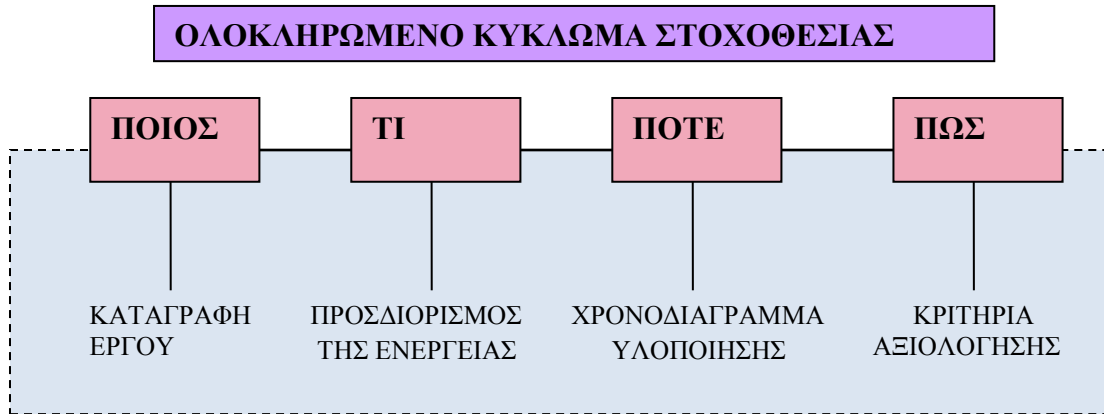 ΟΛΟΚΛΗΡΩΜΕΝΟ ΚΥΚΛΩΜΑ ΣΤΟΧΟΘΕΣΙΑΣ
ΠΟΙΟΣ
ΤΙ
ΠΟΤΕ
ΠΩΣ
ΚΑΤΑΓΡΑΦΗ
ΕΡΓΟΥ
ΠΡΟΣΔΙΟΡΙΣΜΟΣ
ΤΗΣ ΕΝΕΡΓΕΙΑΣ
ΧΡΟΝΟΔΙΑΓΡΑΜΜΑ
ΥΛΟΠΟΙΗΣΗΣ
ΚΡΙΤΗΡΙΑ
ΑΞΙΟΛΟΓΗΣΗΣ